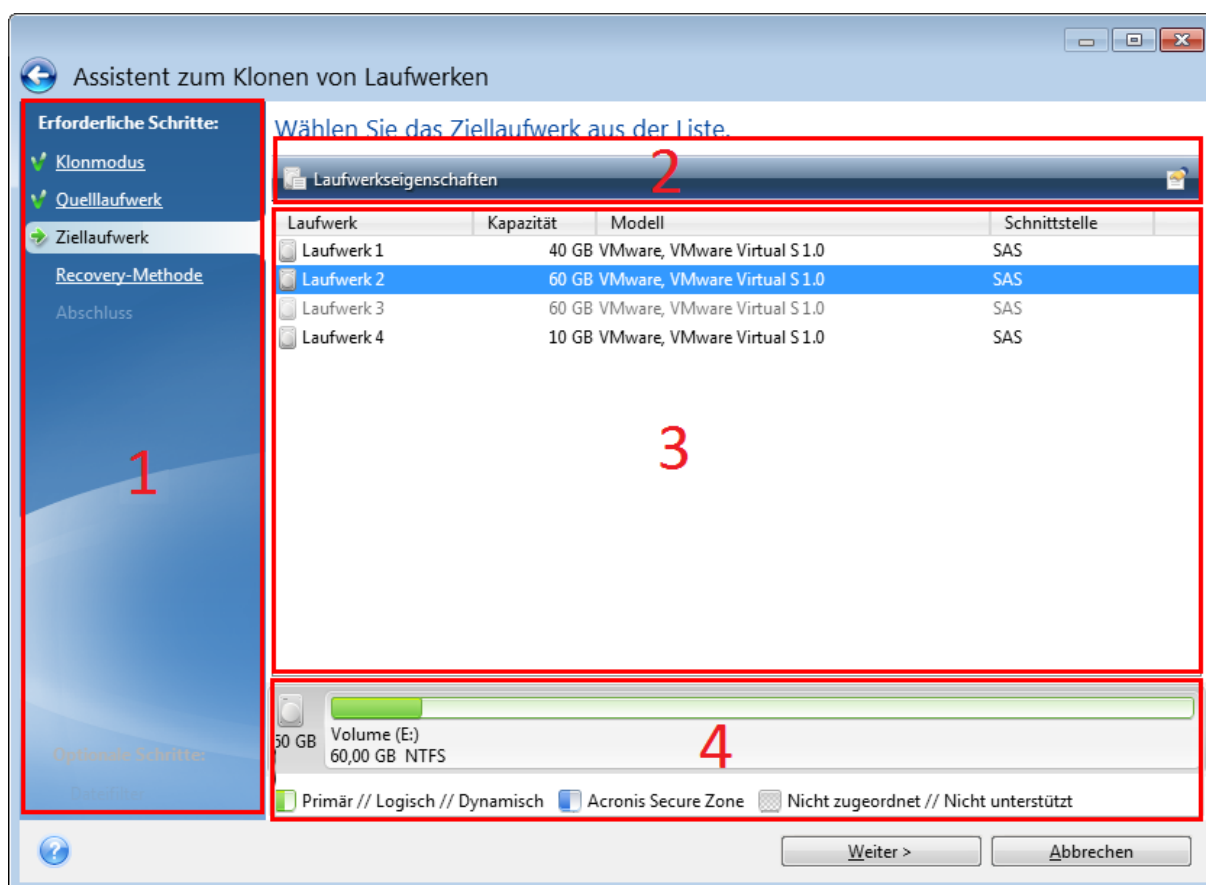 Assistent zum Klonen von Laufwerken
Erforderliche Schritte:
Klonmodus
Quelllaufwerk
Ziellaufwerk
Recovery-Methode
Abschluss
1
Optionale Schritte:
Wählen Sie das Ziellaufwerk aus der Liste.
2
Laufwerkseigenschaften
Laufwerk Kapazität Modell Schnittstelle
Laufwerk 1 40 GB VMware, VMware Virtual S 1.0 SAS
Laufwerk 2 60 GB VMware, VMware Virtual S 1.0 SAS
Laufwerk 3 60 GB VMware, VMware Virtual S 1.0 SAS
Laufwerk 4 10 GB VMware, VMware Virtual S 1.0 SAS
3
GB
Volume (E:)
60,00 GB NTFS
4
Primär // Logisch // Dynamisch Acronis Secure Zone Nicht zugeordnet // Nicht unterstützt
Weiter > Abbrechen